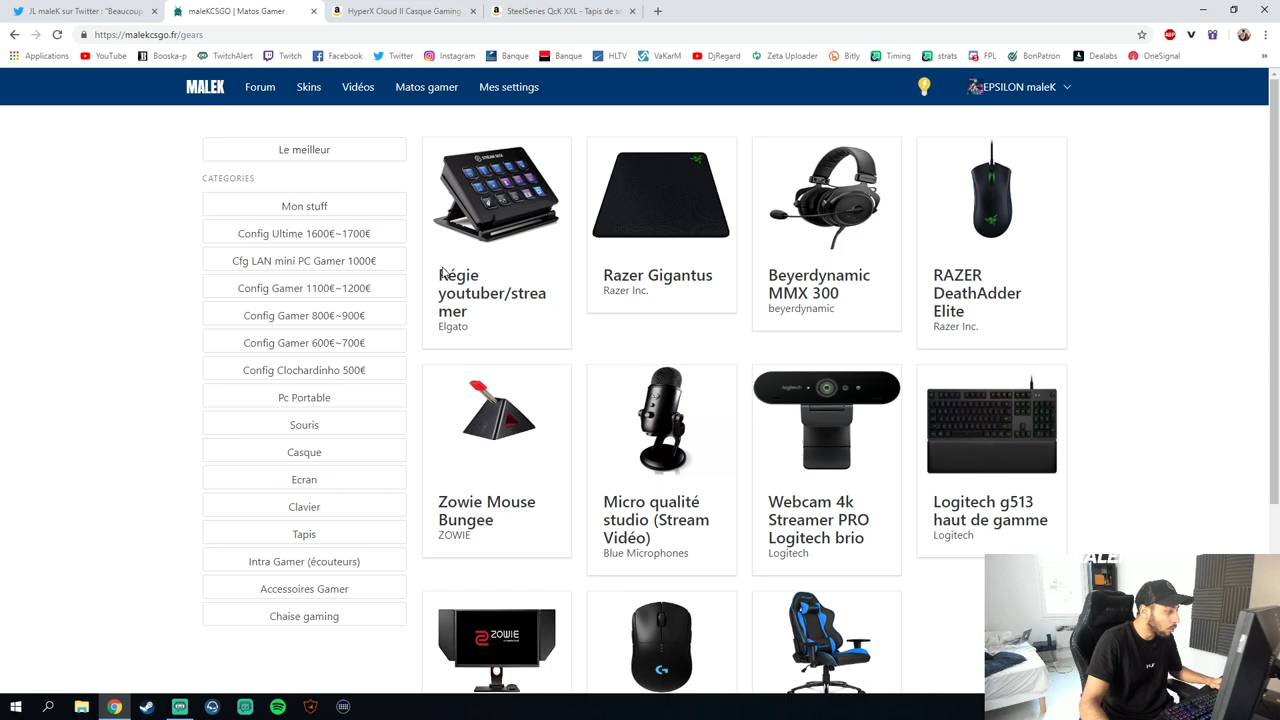 JL maleK sur Twitter : "Beaucoup
maleKCSGO | Matos Gamer
HyperX Cloud II Casque Gaming
SteelSeries QcK XXL - Tapis de so
https://malekcsgo.fr/gears
Applications
YouTube
Booska-p
TwitchAlert
Twitch
Facebook
Twitter
Instagram
Banque
Banque
HLTV
VaKarM
DjRegard
Zeta Uploader
Bitly
Timing
strats
FPL
BonPatron
Dealabs
OneSignal
MALEK
Forum
Skins
Vidéos
Matos gamer
Mes settings
EPSILON maleK
Le meilleur
CATEGORIES
Mon stuff
Config Ultime 1600€~1700€
Cfg LAN mini PC Gamer 1000€
Config Gamer 1100€~1200€
Config Gamer 800€~900€
Config Gamer 600€~700€
Config Clochardinho 500€
Pc Portable
Souris
Casque
Ecran
Clavier
Tapis
Intra Gamer (écouteurs)
Accessoires Gamer
Chaise gaming
STREAM DECK
Régie
youtuber/strea
mer
Elgato
Razer Gigantus
Razer Inc.
Beyerdynamic
MMX 300
beyerdynamic
RAZER
DeathAdder
Elite
Razer Inc.
Zowie Mouse
Bungee
ZOWIE
Micro qualité
studio (Stream
Vidéo)
Blue Microphones
Webcam 4k
Streamer PRO
Logitech brio
Logitech
Logitech g513
haut de gamme
Logitech
ZOWIE